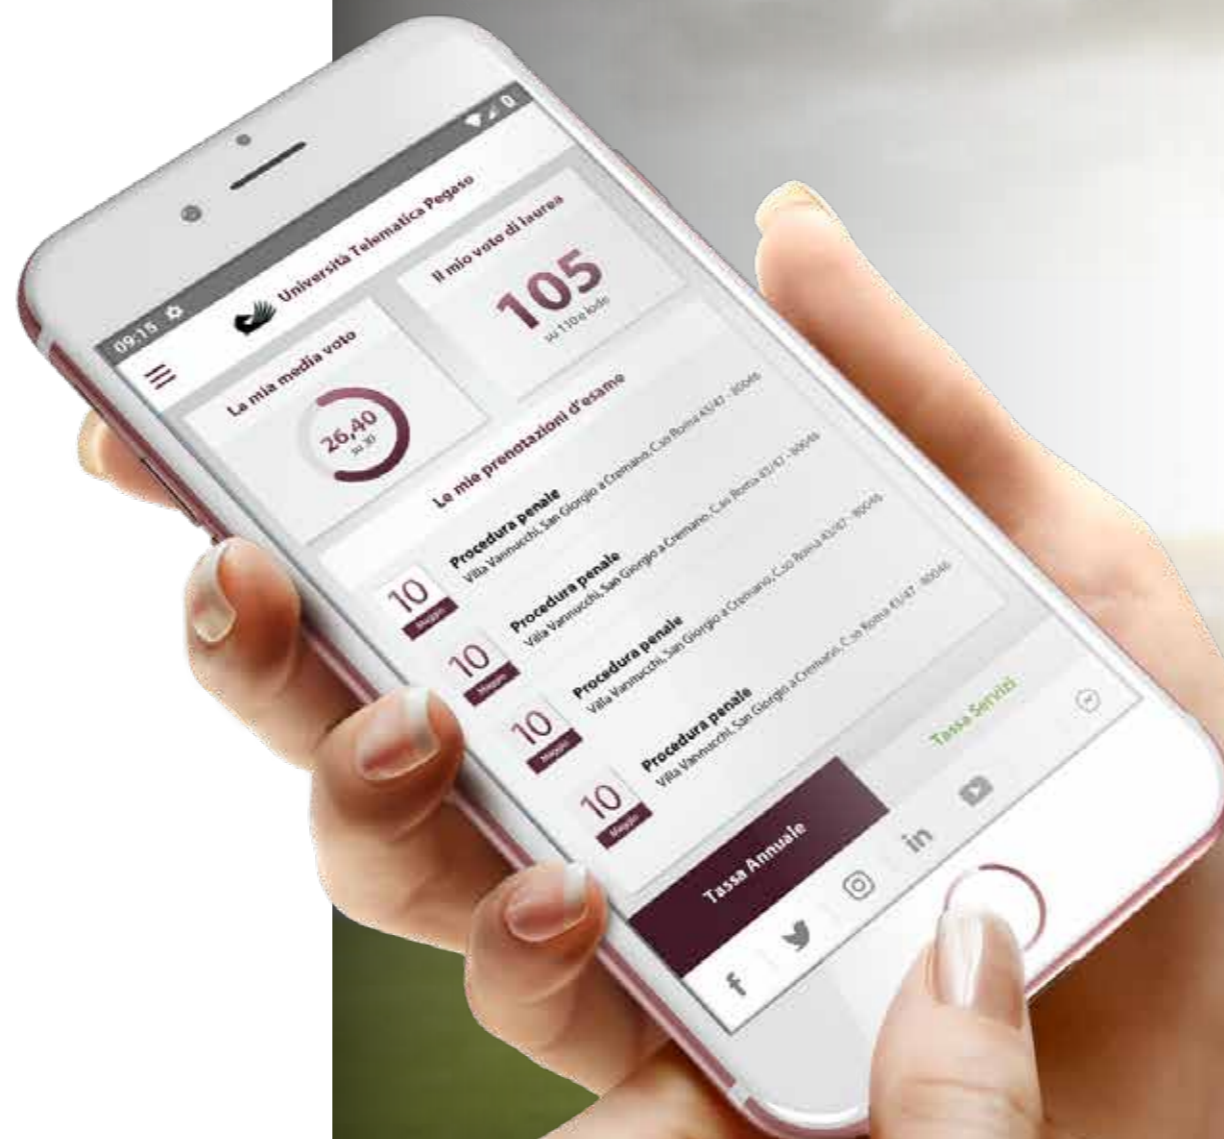 09:15
Università Telematica Pegaso
La mia media voto
26,40
su 30
Il mio voto di laurea
105
su 110 e lode
Le mie prenotazioni d'esame
10
Maggio
Procedura penale
Villa Vannucchi, San Giorgio a Cremano, C.so Roma 43/47 - 80046
10
Maggio
Procedura penale
Villa Vannucchi, San Giorgio a Cremano, C.so Roma 43/47 - 80046
10
Maggio
Procedura penale
Villa Vannucchi, San Giorgio a Cremano, C.so Roma 43/47 - 80046
10
Maggio
Procedura penale
Villa Vannucchi, San Giorgio a Cremano, C.so Roma 43/47 - 80046
Tassa Annuale
Tassa Servizi